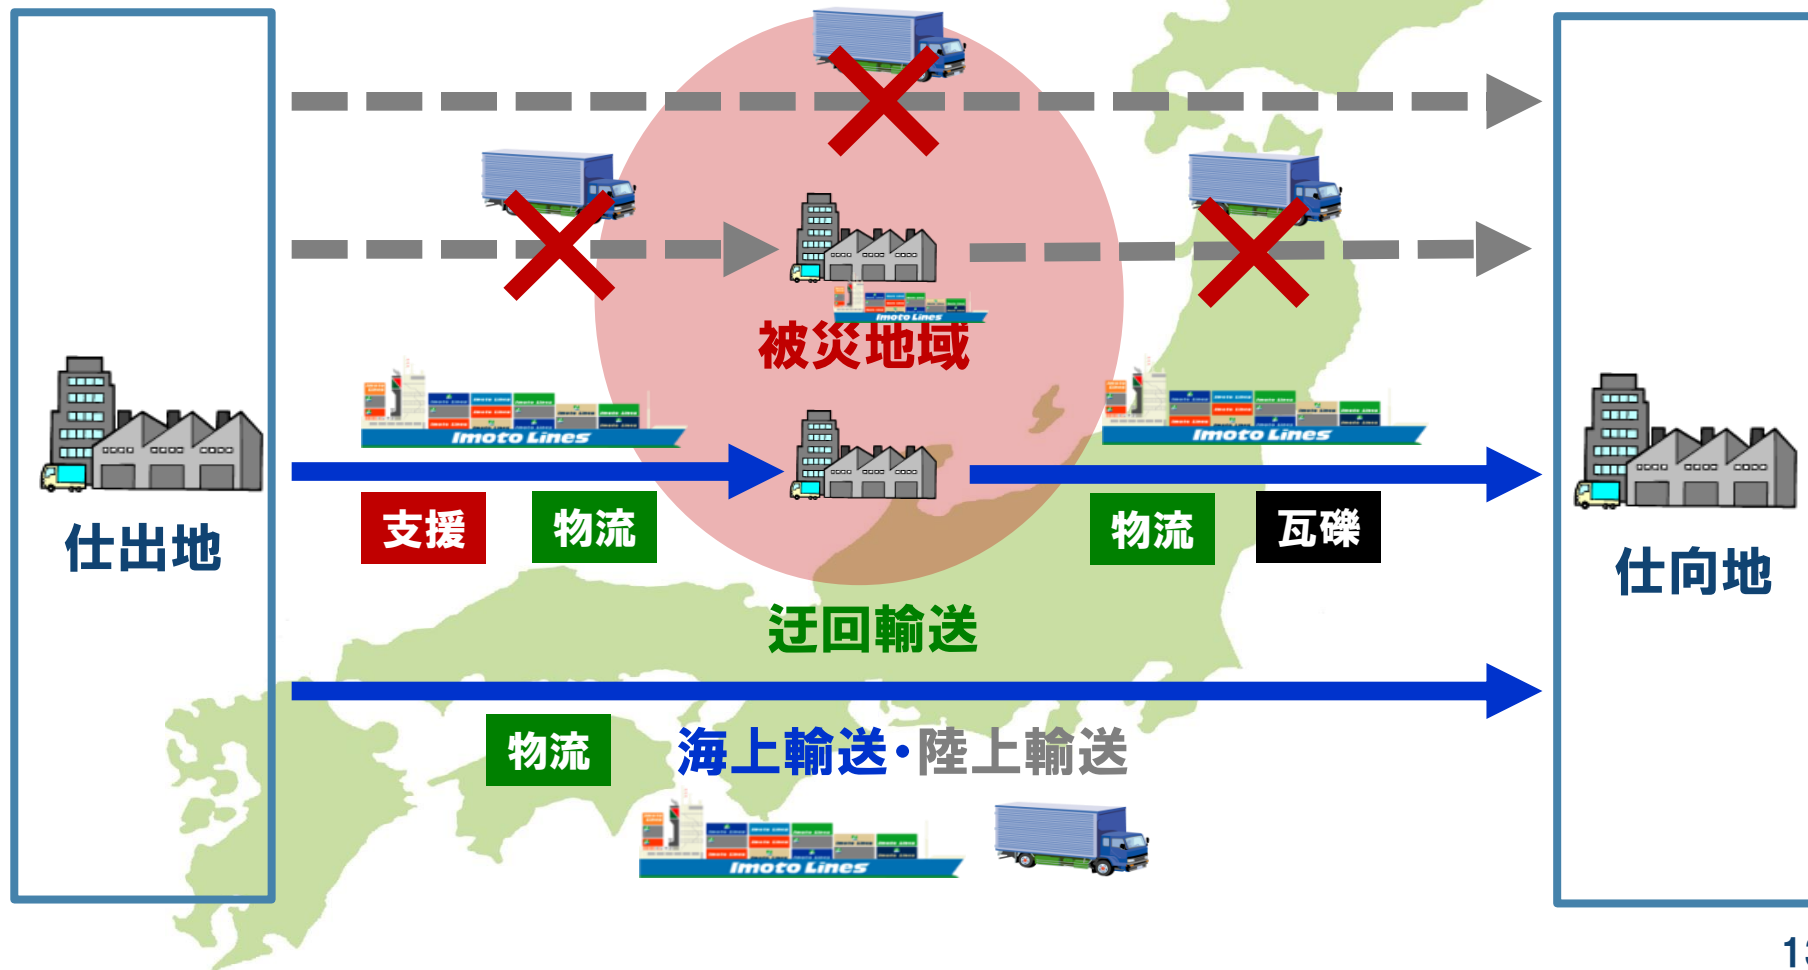 Imoto Lines
被災地域
Imoto Lines
Imoto Lines
支援
物流
物流
瓦礫
仕出地
仕向地
迂回輸送
物流
海上輸送・陸上輸送
Imoto Lines